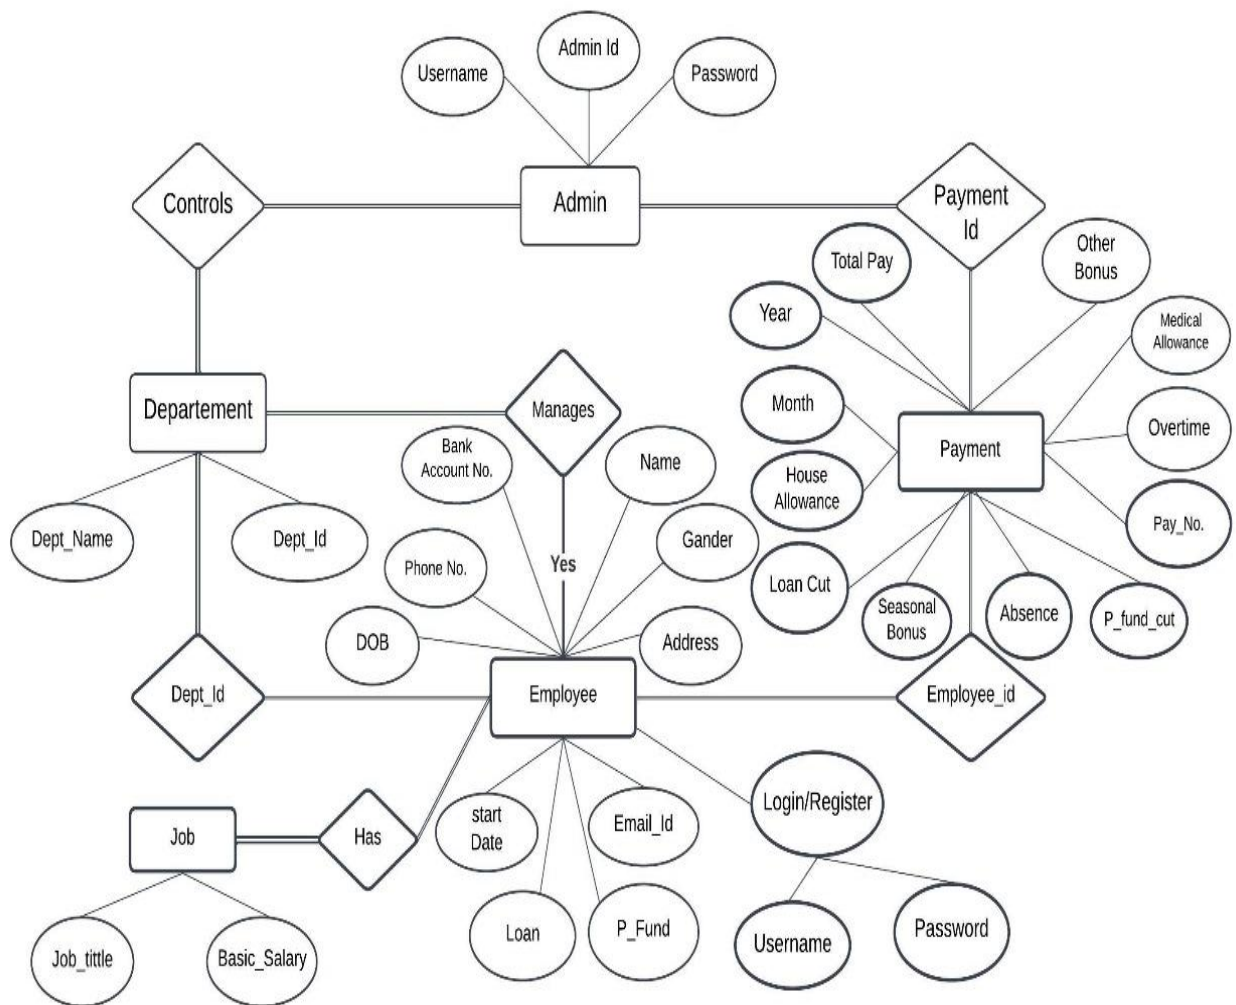 Admin Id
Username
Password
Controls
Admin
Payment
Id
Total Pay
Other
Bonus
Year
Medical
Allowance
Departement
Manages
Month
Overtime
Bank
Account No.
Name
Payment
House
Allowance
Dept_Name
Dept_Id
Gander
Pay_No.
Phone No.
Yes
Loan Cut
Seasonal
Bonus
Absence
P_fund_cut
DOB
Address
Dept_Id
Employee
Employee_id
Login/Register
start
Date
Email_Id
Job
Has
Loan
P_Fund
Username
Password
Job_tittle
Basic_Salary